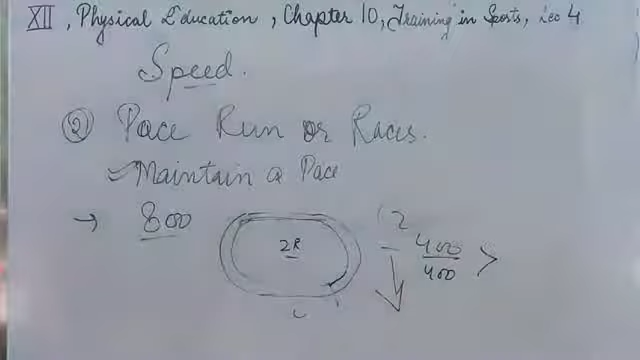 XII, Physical Education, Chapter 10, Training in Sports, Lec 4
Speed.
② Pace Run or Races.
Maintain a Pace
→ 800
2R
2
400
400